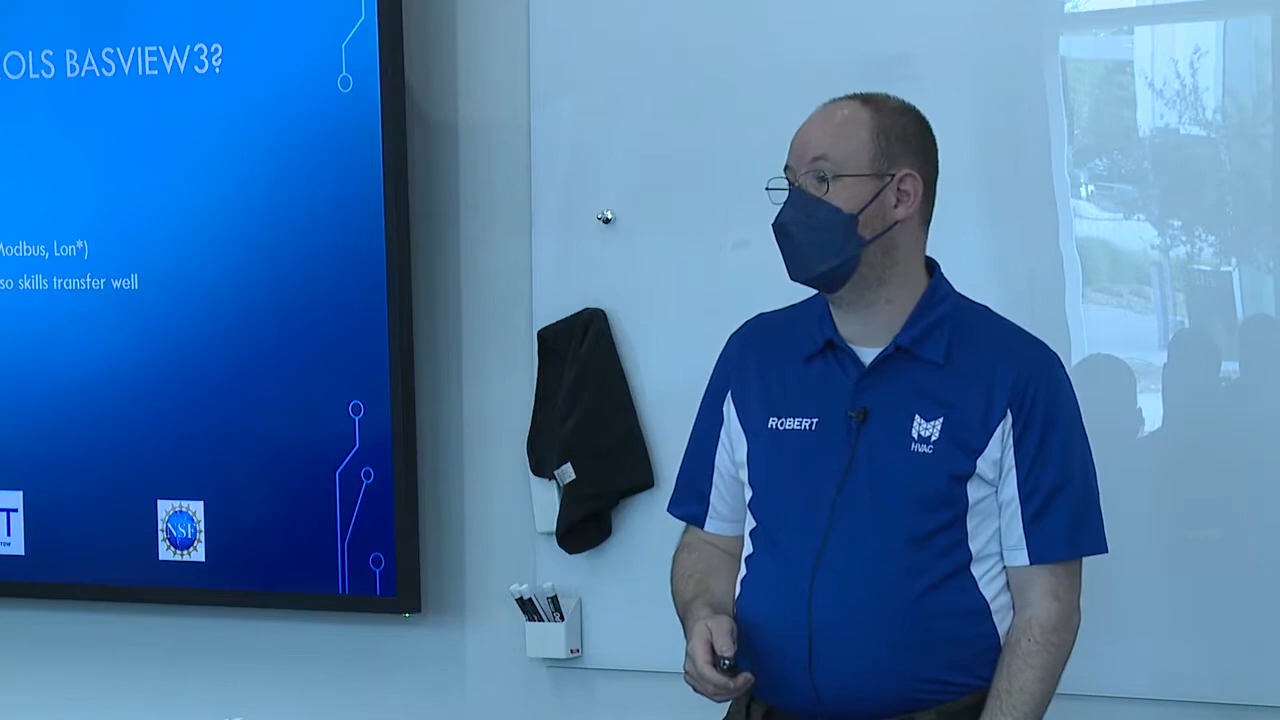 OLS BASVIEW3?
Modbus, Lon*)
so skills transfer well
T
NSF
ROBERT
HVAC